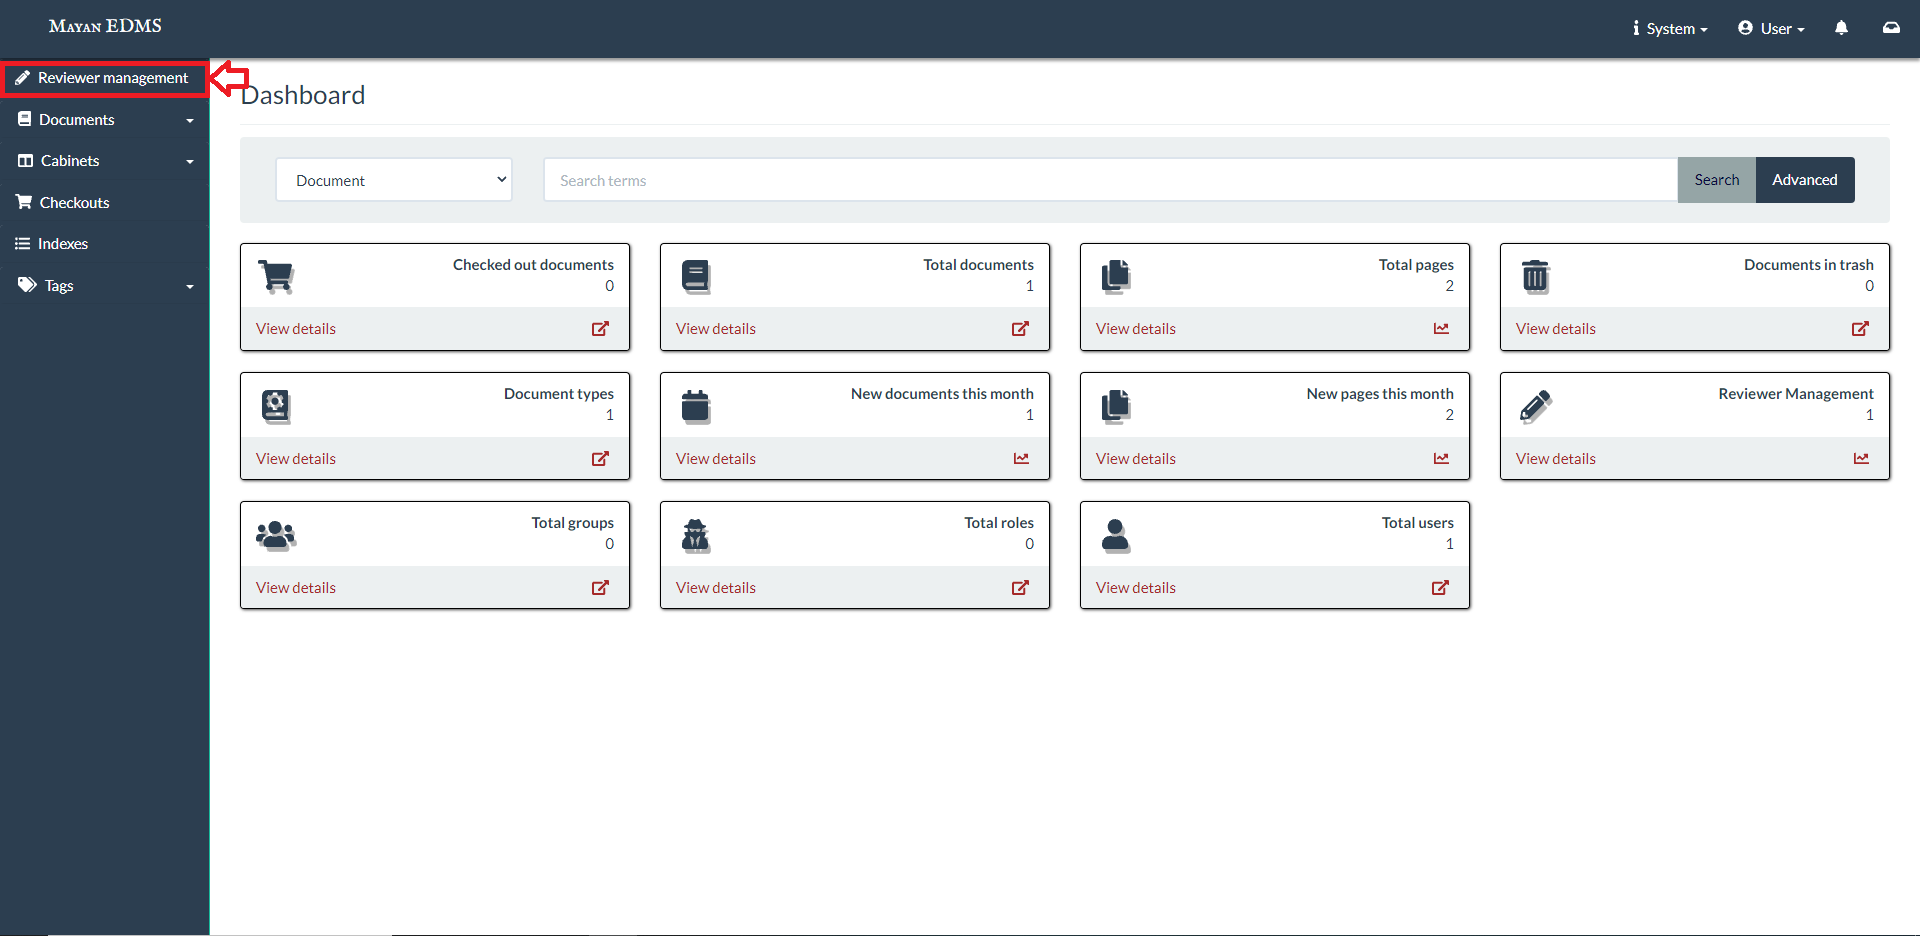 Mayan EDMS
System
User
Reviewer management
Documents
Cabinets
Checkouts
Indexes
Tags
Dashboard
Document
Search terms
Search
Advanced
Checked out documents
0
View details
Total documents
1
View details
Total pages
2
View details
Documents in trash
0
View details
Document types
1
View details
New documents this month
1
View details
New pages this month
2
View details
Reviewer Management
1
View details
Total groups
0
View details
Total roles
0
View details
Total users
1
View details